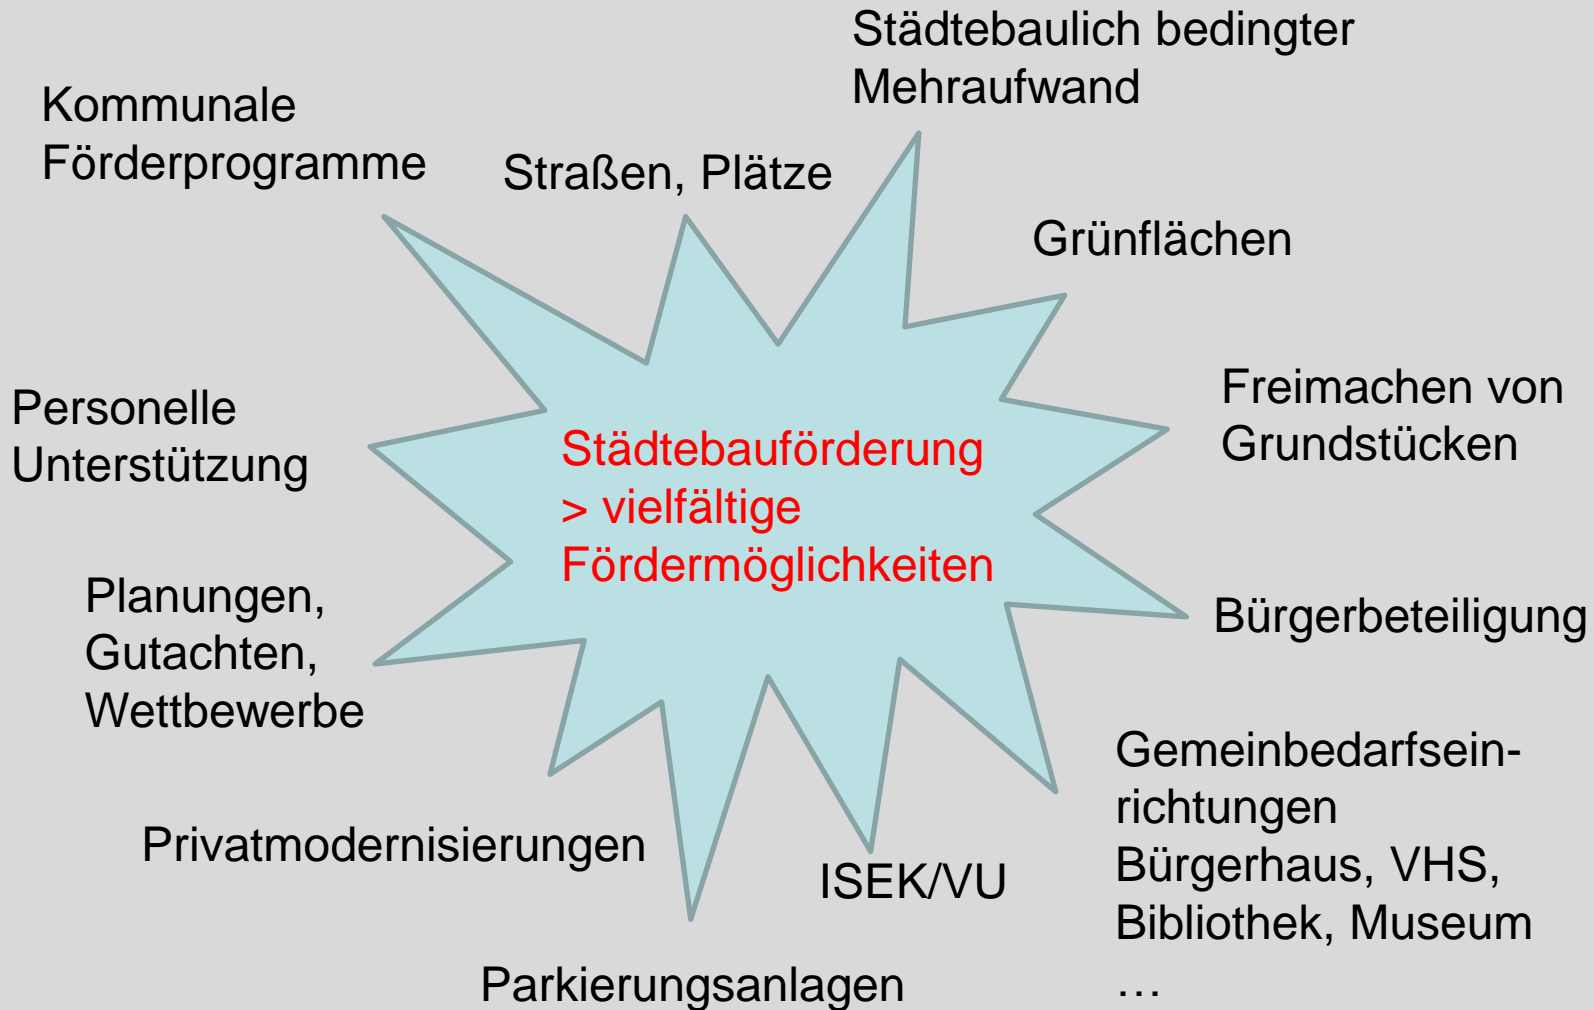 Städtebaulich bedingter
Mehraufwand
Kommunale
Förderprogramme
Straßen, Plätze
Grünflächen
Personelle
Unterstützung
Freimachen von
Grundstücken
Städtebauförderung
> vielfältige
Fördermöglichkeiten
Planungen,
Gutachten,
Wettbewerbe
Bürgerbeteiligung
Privatmodernisierungen
ISEK/VU
Gemeinbedarfsein-
richtungen
Bürgerhaus, VHS,
Bibliothek, Museum
…
Parkierungsanlagen